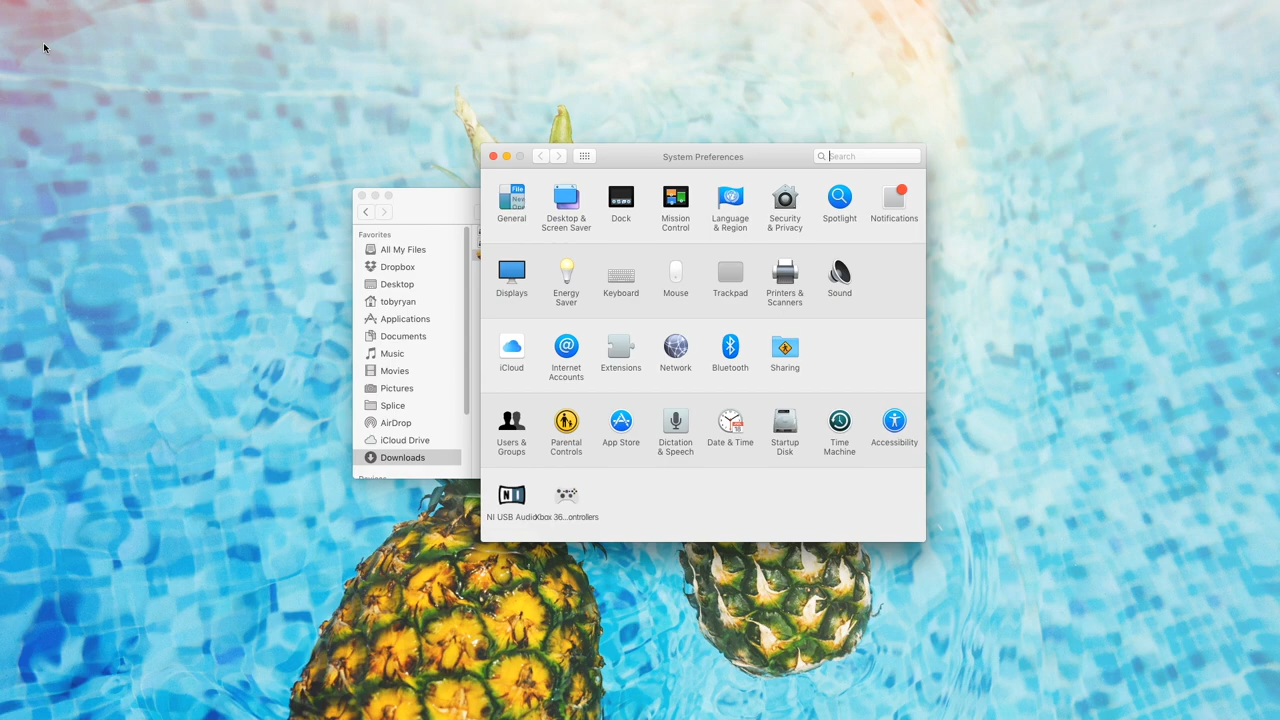 System Preferences
Search
General
Desktop &
Screen Saver
Dock
Mission
Control
Language
& Region
Security
& Privacy
Spotlight
Notifications
Displays
Energy
Saver
Keyboard
Mouse
Trackpad
Printers &
Scanners
Sound
iCloud
Internet
Accounts
Extensions
Network
Bluetooth
Sharing
Users &
Groups
Parental
Controls
App Store
Dictation
& Speech
Date & Time
Startup
Disk
Time
Machine
Accessibility
NI USB Audio
Xbox 36...ontrollers
Favorites
All My Files
Dropbox
Desktop
tobyryan
Applications
Documents
Music
Movies
Pictures
Splice
AirDrop
iCloud Drive
Downloads